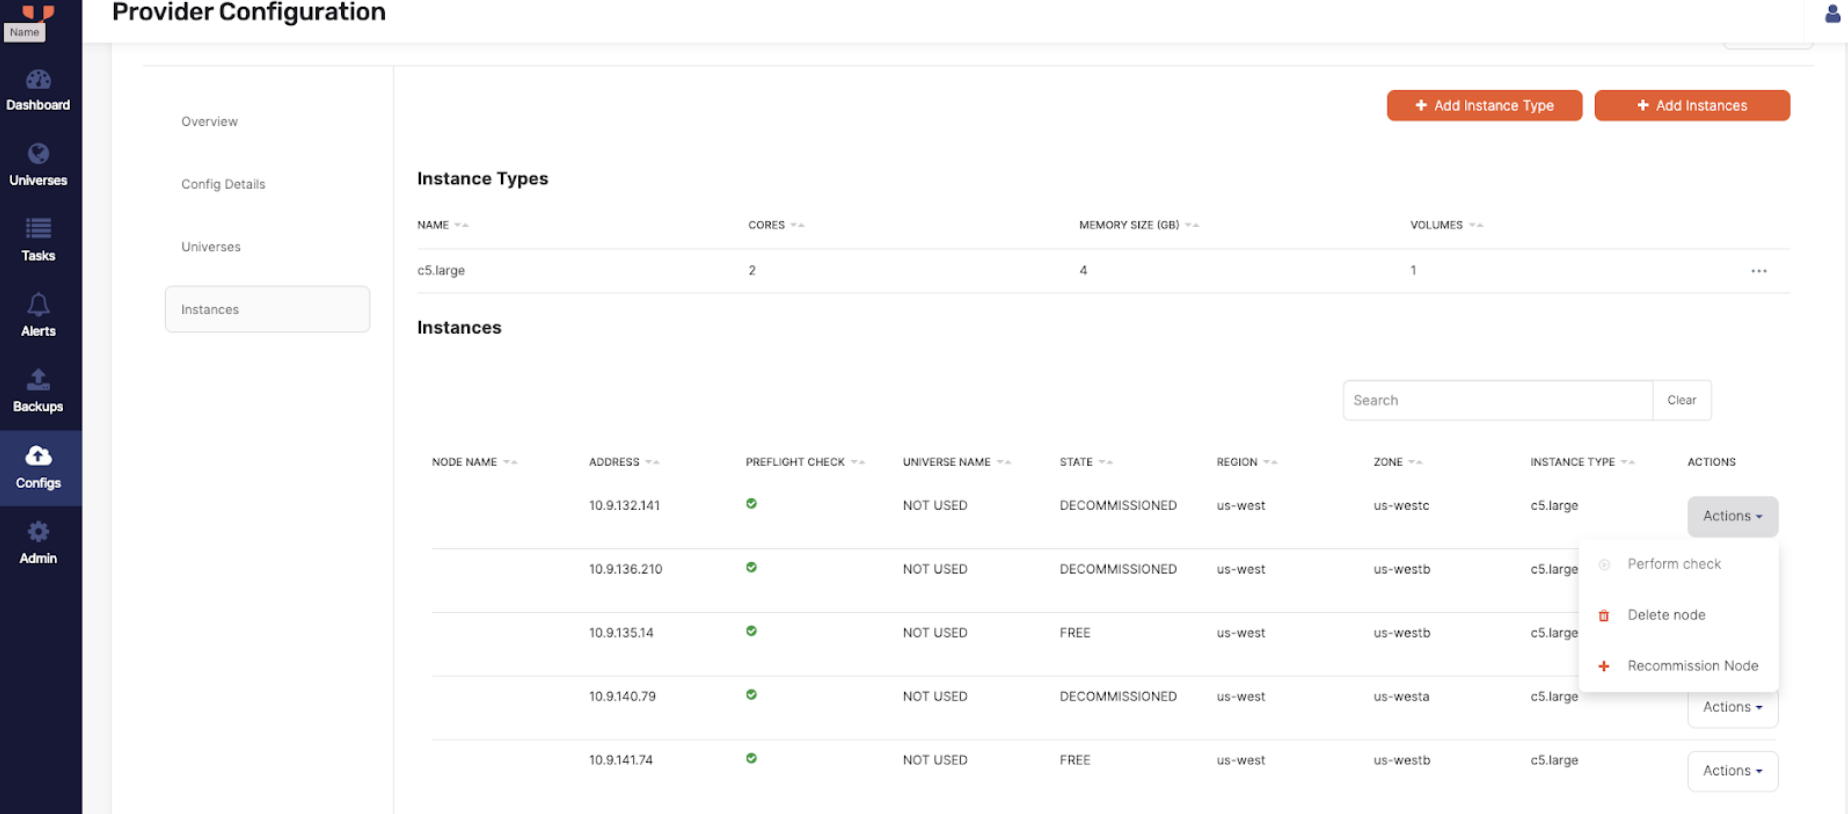 Provider Configuration
Name
Dashboard
Universes
Tasks
Alerts
Backups
Configs
Admin
Overview
Config Details
Universes
Instances
+ Add Instance Type
+ Add Instances
Instance Types
NAME CORES MEMORY SIZE (GB) VOLUMES
c5.large 2 4 1 ...
Instances
Search Clear
NODE NAME ADDRESS PREFLIGHT CHECK UNIVERSE NAME STATE REGION ZONE INSTANCE TYPE ACTIONS
10.9.132.141 NOT USED DECOMMISSIONED us-west us-westc c5.large Actions
Perform check
Delete node
Recommission Node
10.9.136.210 NOT USED DECOMMISSIONED us-west us-westb c5.large
10.9.135.14 NOT USED FREE us-west us-westb c5.large
10.9.140.79 NOT USED DECOMMISSIONED us-west us-westa c5.large Actions
10.9.141.74 NOT USED FREE us-west us-westb c5.large Actions